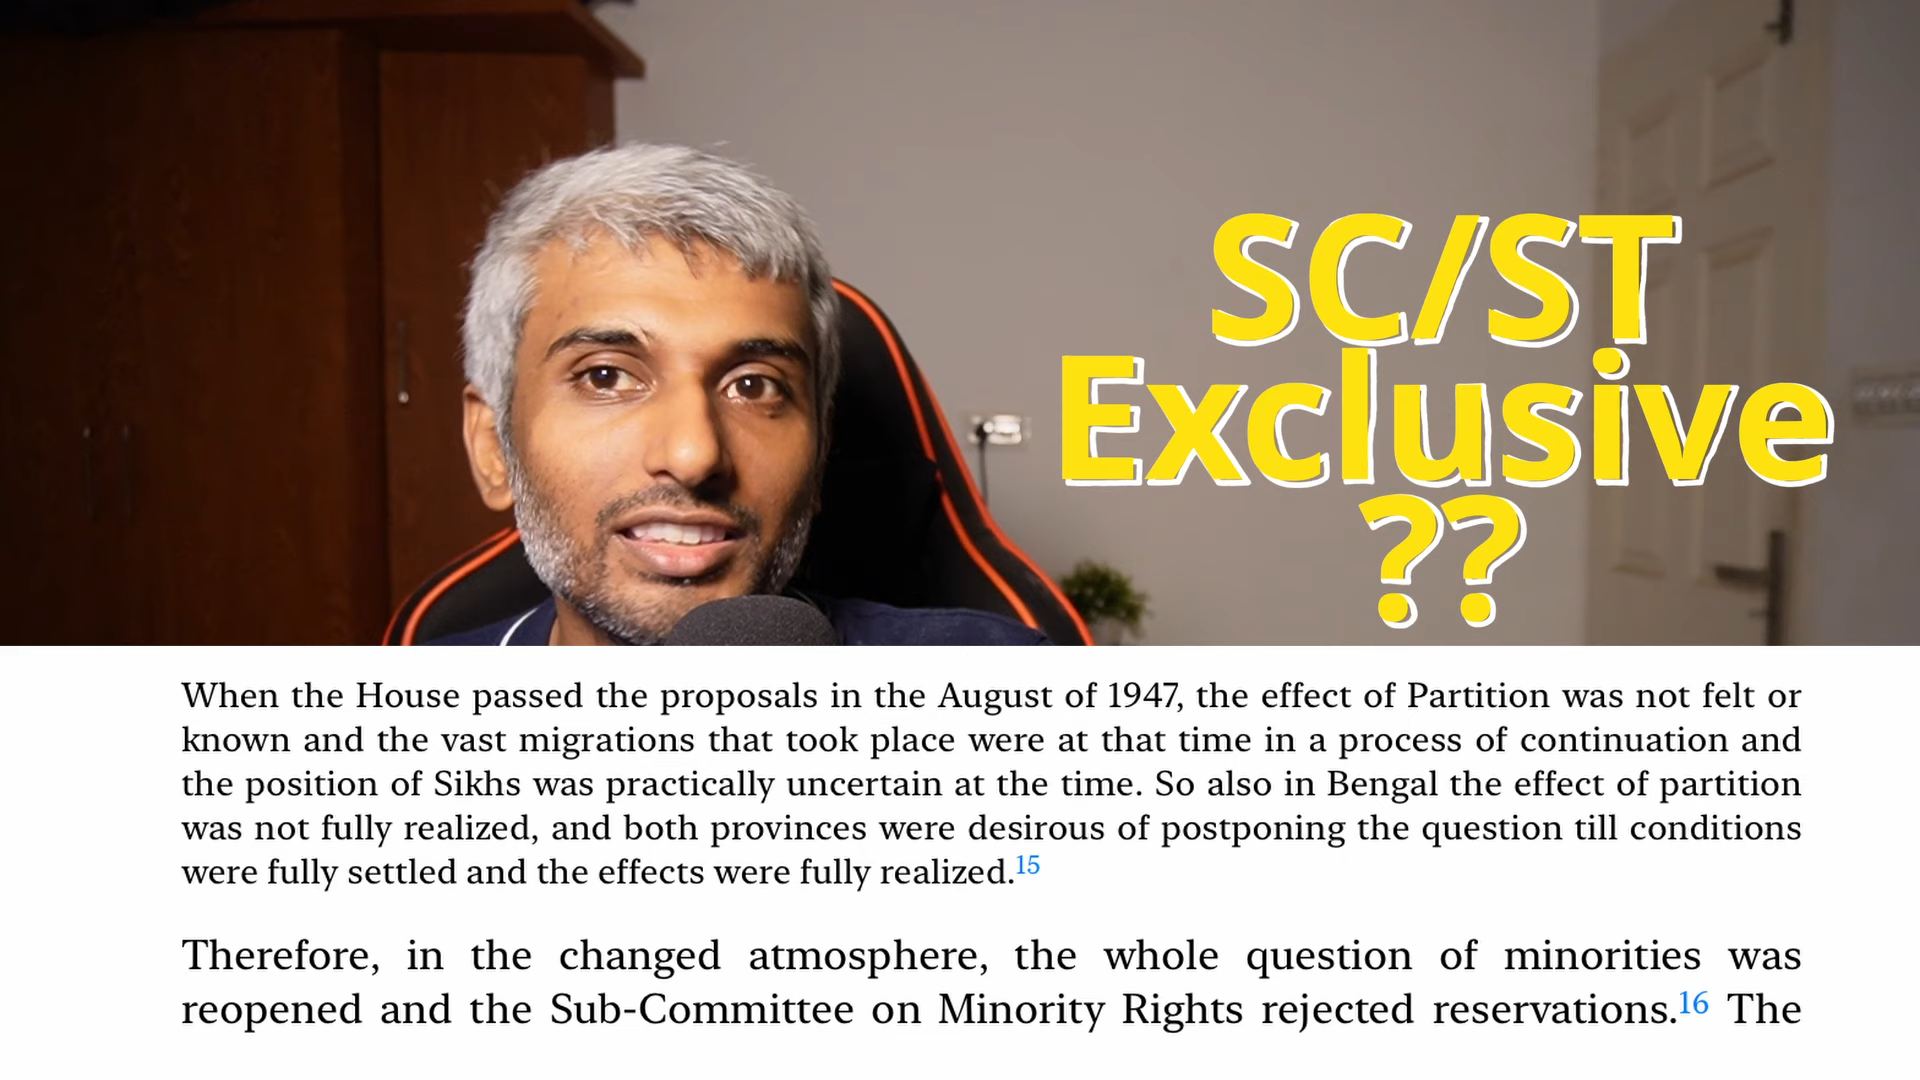 SC/ST
Exclusive
??
When the House passed the proposals in the August of 1947, the effect of Partition was not felt or
known and the vast migrations that took place were at that time in a process of continuation and
the position of Sikhs was practically uncertain at the time. So also in Bengal the effect of partition
was not fully realized, and both provinces were desirous of postponing the question till conditions
were fully settled and the effects were fully realized.15
Therefore, in the changed atmosphere, the whole question of minorities was
reopened and the Sub-Committee on Minority Rights rejected reservations.16 The